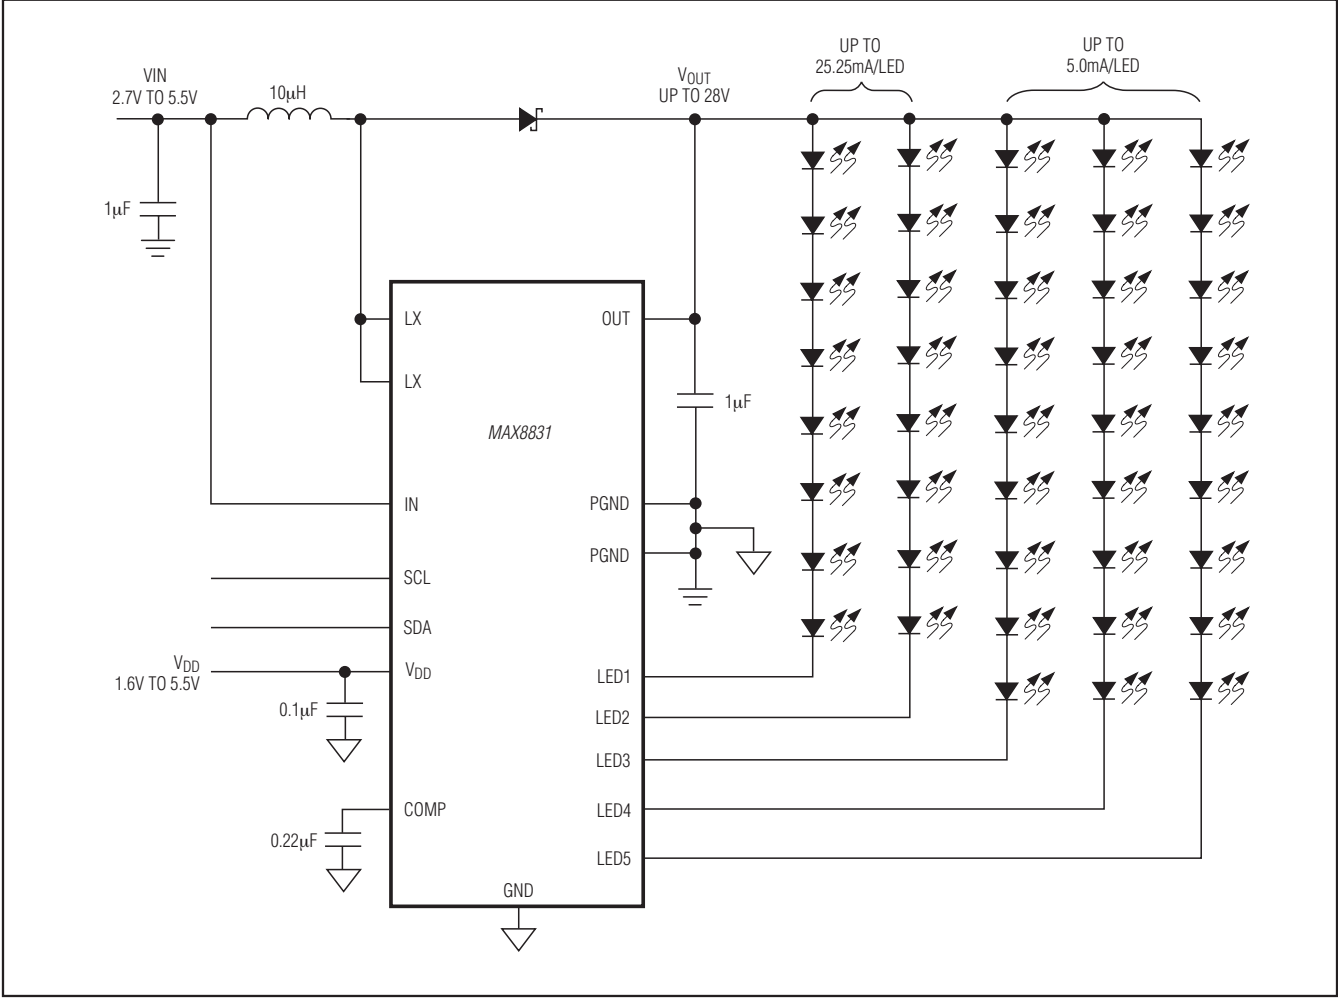 VIN
2.7V TO 5.5V
10μH
VOUT
UP TO 28V
UP TO
25.25mA/LED
UP TO
5.0mA/LED
1μF
LX
OUT
LX
1μF
MAX8831
IN
PGND
PGND
SCL
SDA
VDD
1.6V TO 5.5V
VDD
LED1
0.1μF
LED2
LED3
COMP
LED4
0.22μF
LED5
GND